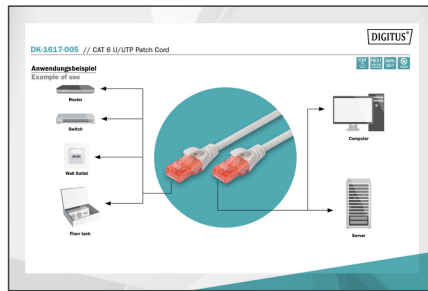 DIGITUS®
DK-1617-005 // CAT 6 U/UTP Patch Cord
Anwendungsbeispiel
Example of use
Router
Switch
Wall Outlet
Floor tank
Computer
Server